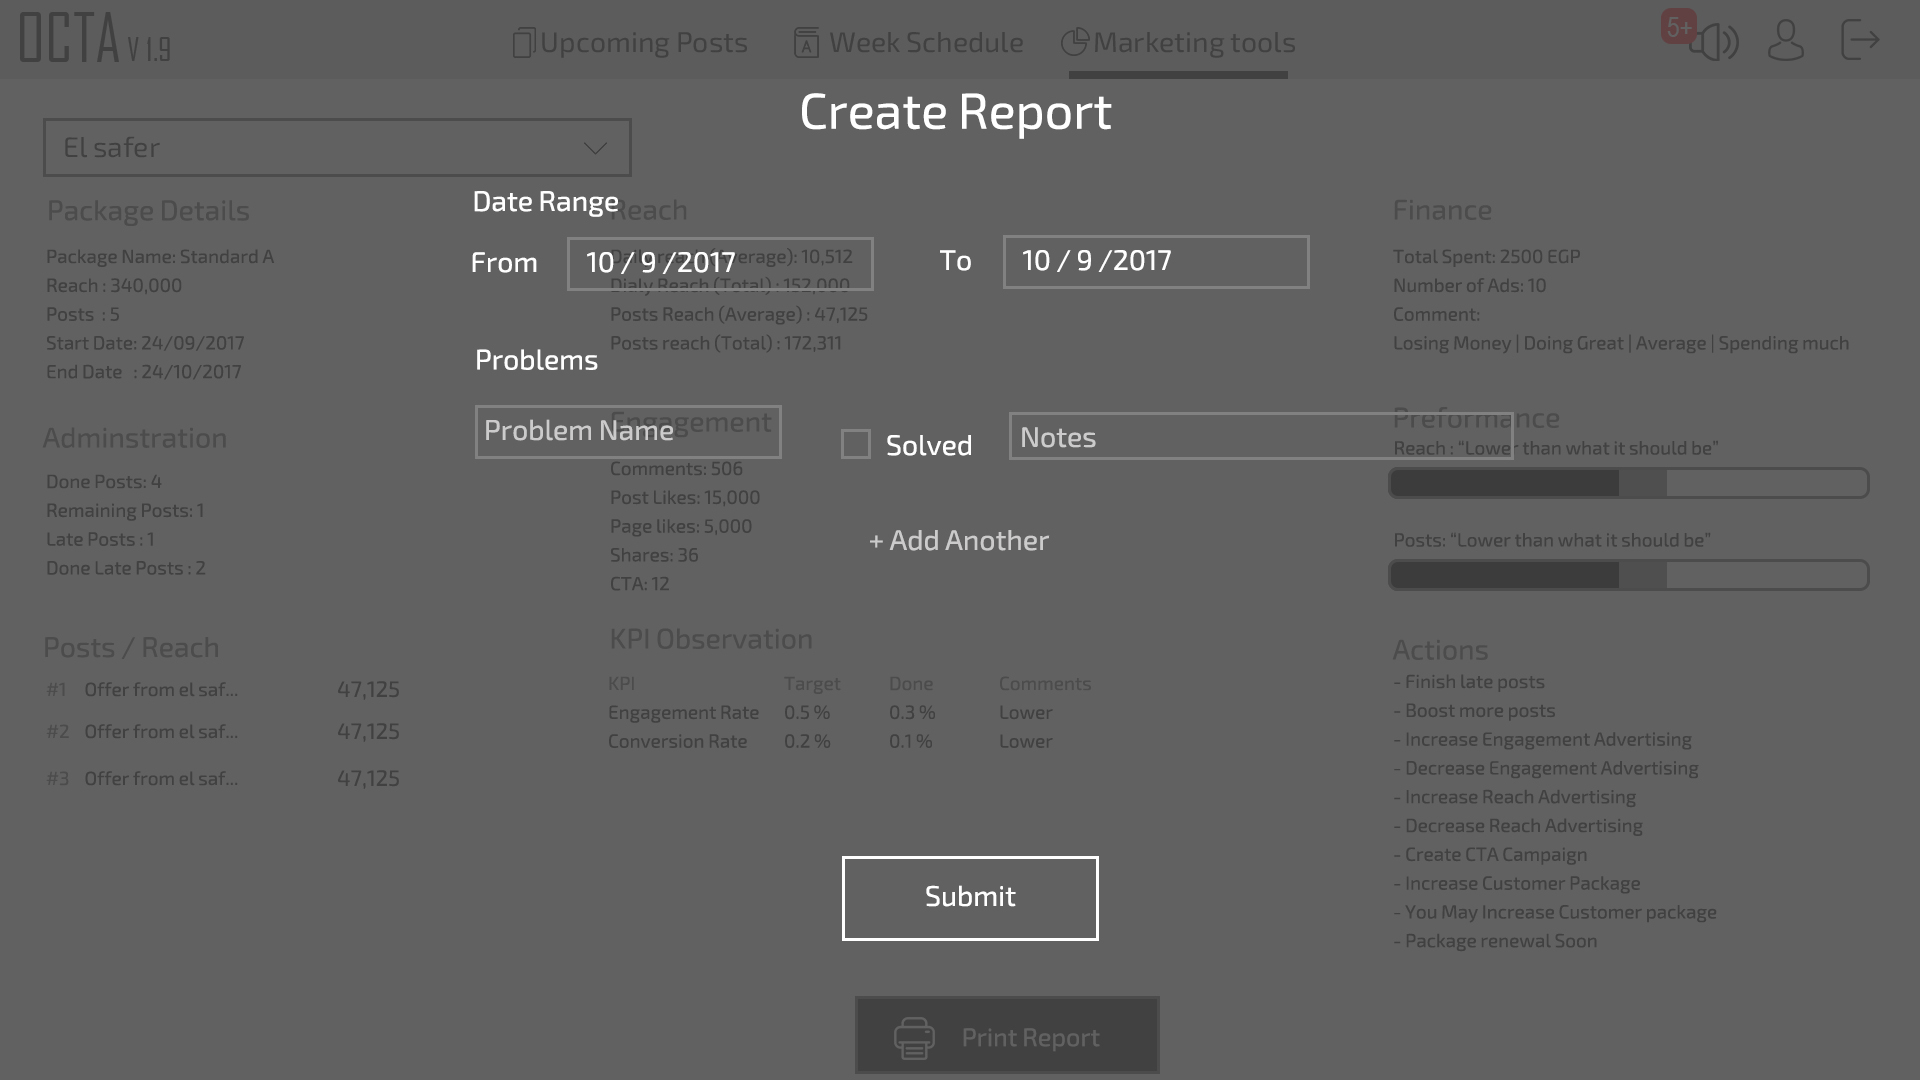 OCTA V 1.9
Upcoming Posts
A Week Schedule
Marketing tools
5+
Create Report
El safer
Date Range
From 10 / 9 /2017
To 10 / 9 /2017
Problems
Problem Name
Solved
Notes
+ Add Another
Submit
Package Details
Package Name: Standard A
Reach : 340,000
Posts : 5
Start Date: 24/09/2017
End Date : 24/10/2017
Adminstration
Done Posts: 4
Remaining Posts: 1
Late Posts : 1
Done Late Posts : 2
Posts / Reach
#1 Offer from el saf... 47,125
#2 Offer from el saf... 47,125
#3 Offer from el saf... 47,125
Reach
(Average): 10,512
Dialy Reach (Total) : 152,000
Posts Reach (Average) : 47,125
Posts reach (Total) : 172,311
Engagement
Comments: 506
Post Likes: 15,000
Page likes: 5,000
Shares: 36
CTA: 12
KPI Observation
KPI Target Done Comments
Engagement Rate 0.5 % 0.3 % Lower
Conversion Rate 0.2 % 0.1 % Lower
Finance
Total Spent: 2500 EGP
Number of Ads: 10
Comment:
Losing Money | Doing Great | Average | Spending much
Preformance
Reach : “Lower than what it should be”
Posts: “Lower than what it should be”
Actions
- Finish late posts
- Boost more posts
- Increase Engagement Advertising
- Decrease Engagement Advertising
- Increase Reach Advertising
- Decrease Reach Advertising
- Create CTA Campaign
- Increase Customer Package
- You May Increase Customer package
- Package renewal Soon
Print Report